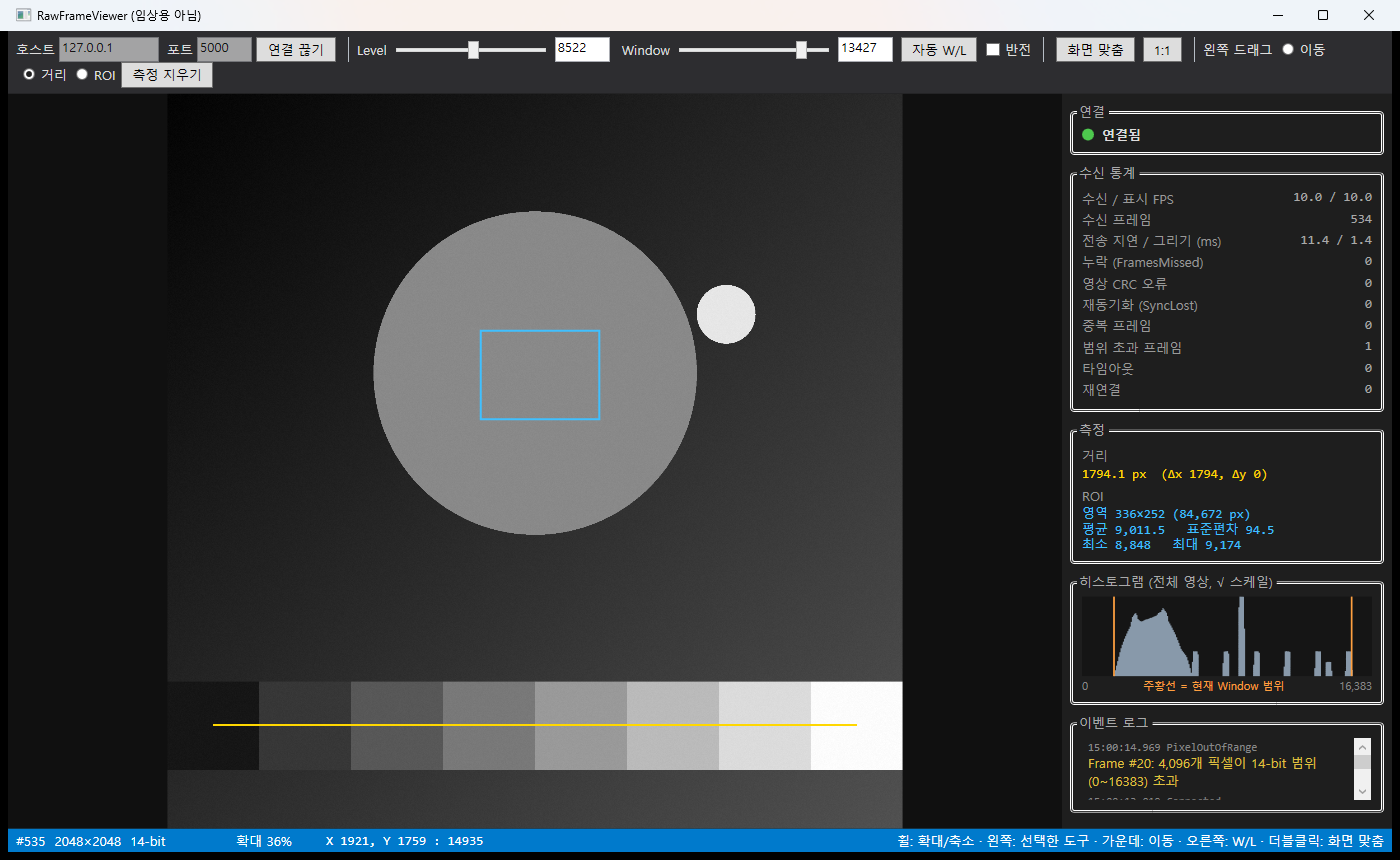 RawFrameViewer (임상용 아님)
호스트 127.0.0.1 포트 5000 연결 끊기 Level 8522 Window 13427 자동 W/L 반전 화면 맞춤 1:1 왼쪽 드래그 이동
거리 ROI 측정 지우기
연결
연결됨
수신 통계
수신 / 표시 FPS 10.0 / 10.0
수신 프레임 534
전송 지연 / 그리기 (ms) 11.4 / 1.4
누락 (FramesMissed) 0
영상 CRC 오류 0
재동기화 (SyncLost) 0
중복 프레임 0
범위 초과 프레임 1
타임아웃 0
재연결 0
측정
거리
1794.1 px (Δx 1794, Δy 0)
ROI
영역 336×252 (84,672 px)
평균 9,011.5 표준편차 94.5
최소 8,848 최대 9,174
히스토그램 (전체 영상, √ 스케일)
0 주황선 = 현재 Window 범위 16,383
이벤트 로그
15:00:14.969 PixelOutOfRange
Frame #20: 4,096개 픽셀이 14-bit 범위
(0~16383) 초과
#535 2048×2048 14-bit 확대 36% X 1921, Y 1759 : 14935 휠: 확대/축소 · 왼쪽: 선택한 도구 · 가운데: 이동 · 오른쪽: W/L · 더블클릭: 화면 맞춤